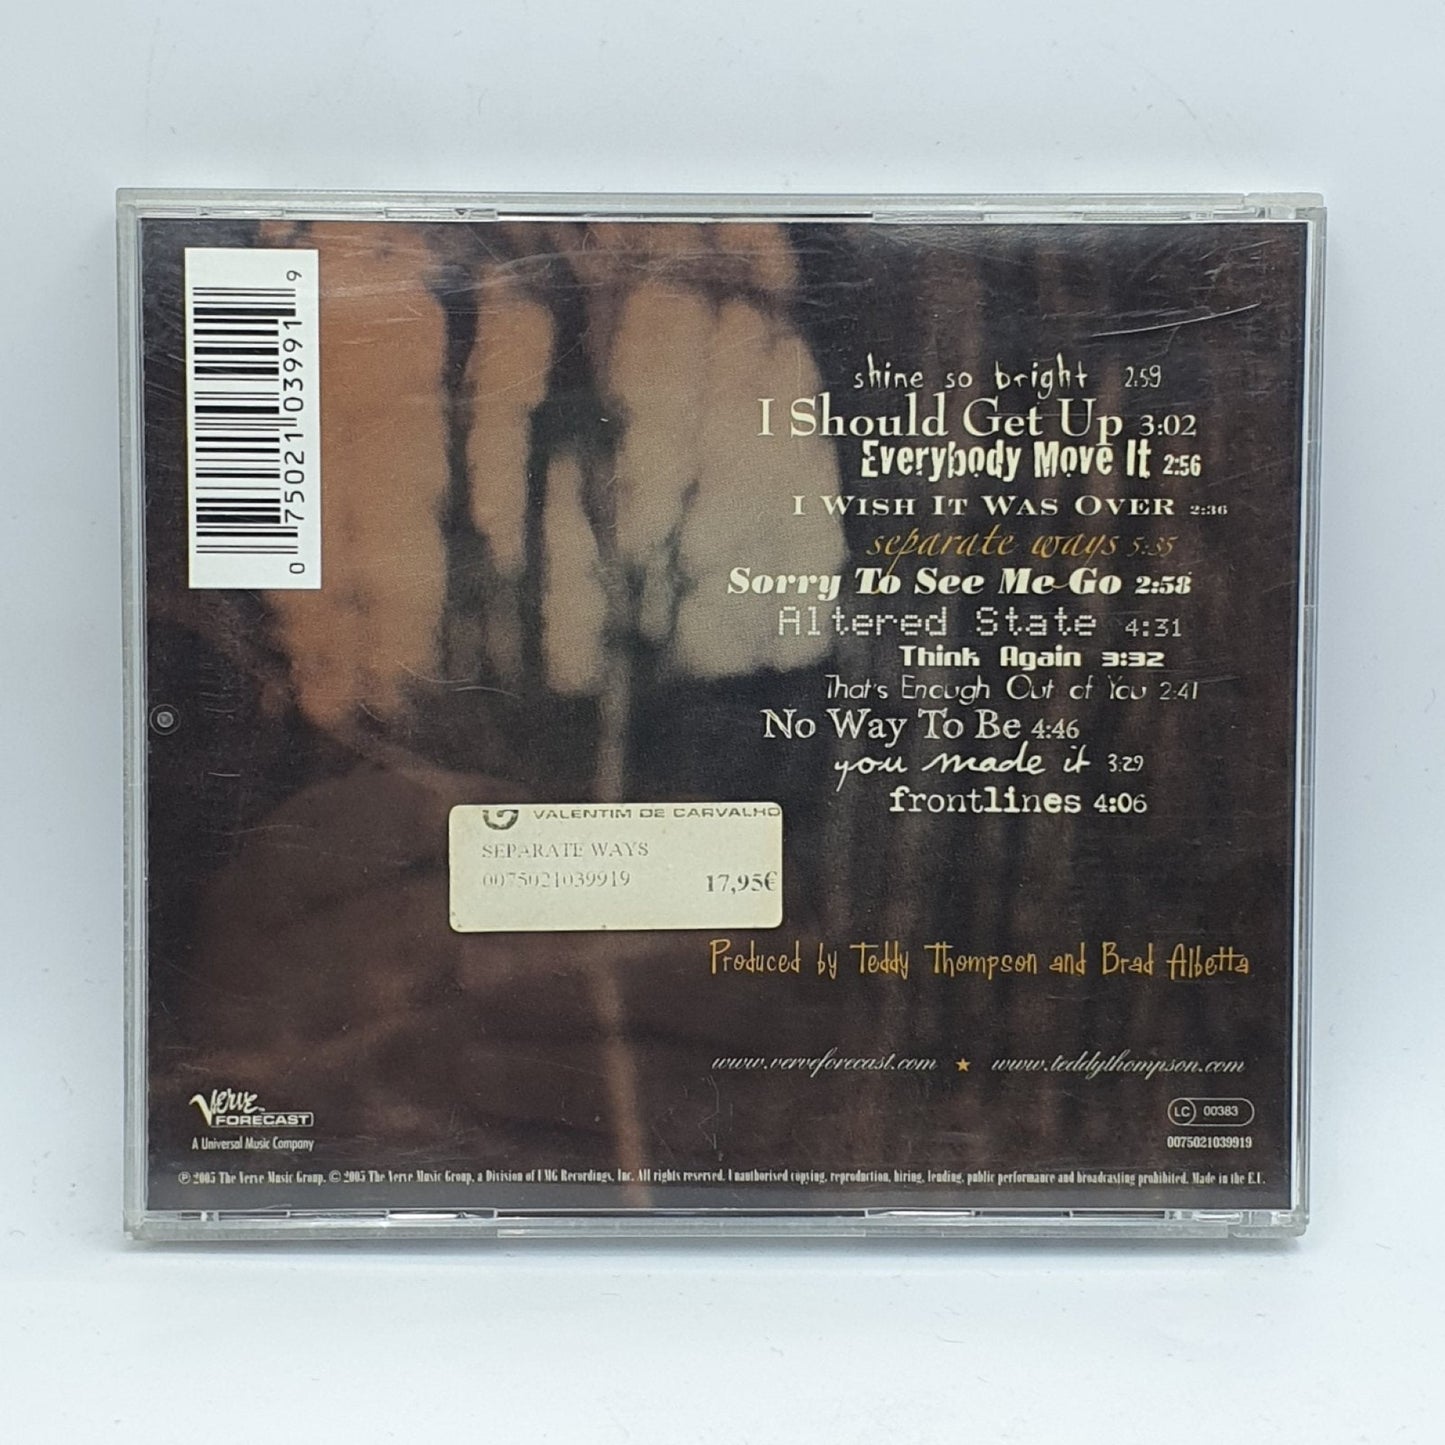 0 75021 03991 9
shine so bright 2:59
I Should Get Up 3:02
Everybody Move It 2:56
I WISH IT WAS OVER 2:36
separate ways 5:35
Sorry To See Me Go 2:58
Altered State 4:31
Think Again 3:32
That's Enough Out of You 2:41
No Way To Be 4:46
you made it 3:29
frontlines 4:06
VALENTIM DE CARVALHO
SEPARATE WAYS
0075021039919 17,95€
Produced by Teddy Thompson and Brad Albetta
www.verveforecast.com ★ www.teddythompson.com
Verve
FORECAST
A Universal Music Company
LC 00383
0075021039919
℗ 2005 The Verve Music Group. © 2005 The Verve Music Group, a Division of UMG Recordings, Inc. All rights reserved. Unauthorised copying, reproduction, hiring, lending, public performance and broadcasting prohibited. Made in the E.U.